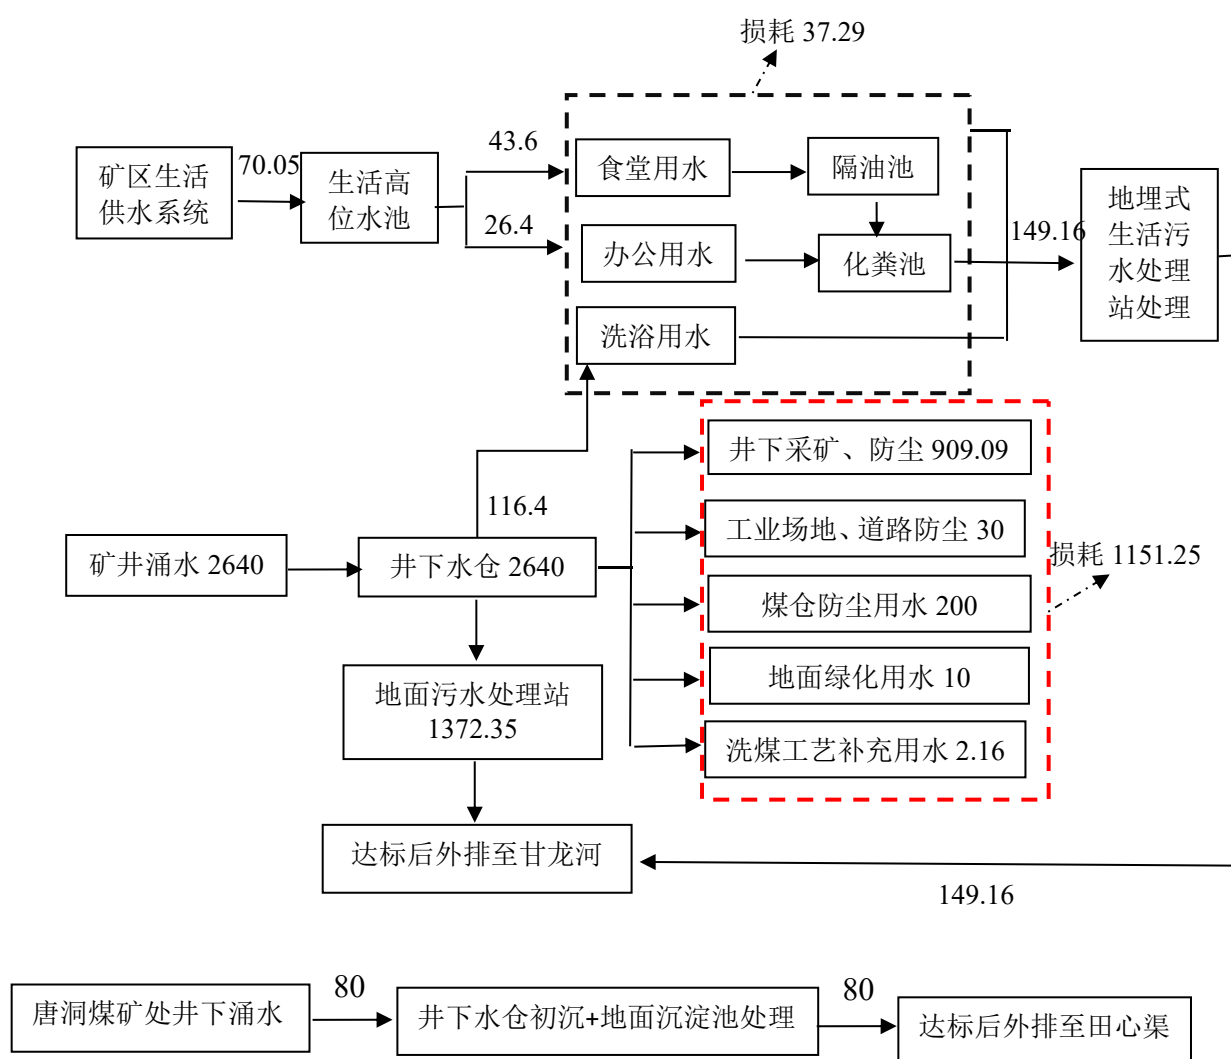 损耗 37.29
矿区生活
供水系统
70.05
生活高
位水池
43.6
26.4
食堂用水
隔油池
办公用水
化粪池
洗浴用水
149.16
地埋式
生活污
水处理
站处理
116.4
矿井涌水 2640
井下水仓 2640
井下采矿、防尘 909.09
工业场地、道路防尘 30
煤仓防尘用水 200
地面绿化用水 10
洗煤工艺补充用水 2.16
损耗 1151.25
地面污水处理站
1372.35
达标后外排至甘龙河
149.16
唐洞煤矿处井下涌水
80
井下水仓初沉+地面沉淀池处理
80
达标后外排至田心渠